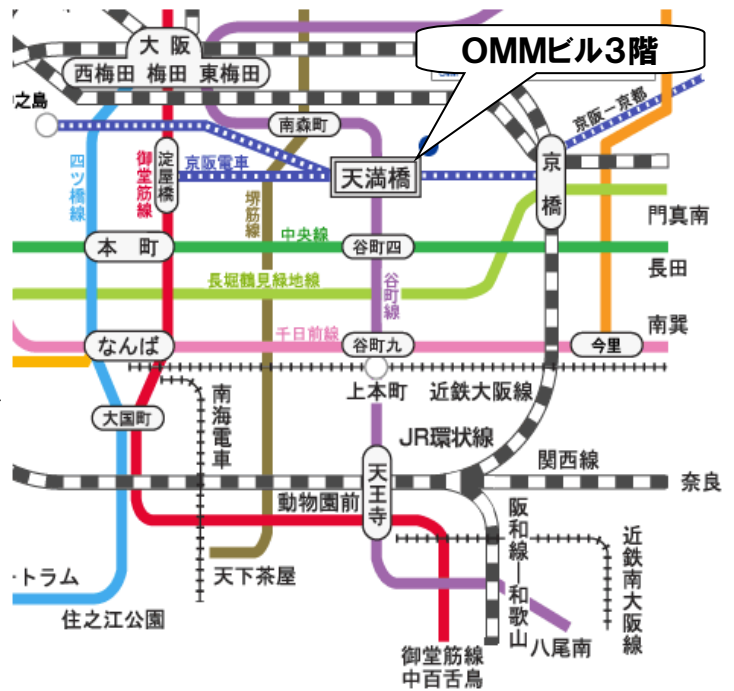 大阪
OMMビル3階
西梅田 梅田 東梅田
之島
南森町
京阪－京都
四ツ橋線
御堂筋線
淀屋橋
京阪電車
天満橋
京橋
堺筋線
門真南
本町
中央線
谷町四
長田
長堀鶴見緑地線
谷町線
南巽
なんば
千日前線
谷町九
今里
上本町
近鉄大阪線
大国町
南海電車
JR環状線
関西線
奈良
天王寺
動物園前
阪和線－和歌山
近鉄南大阪線
トラム
天下茶屋
住之江公園
八尾南
御堂筋線
中百舌鳥